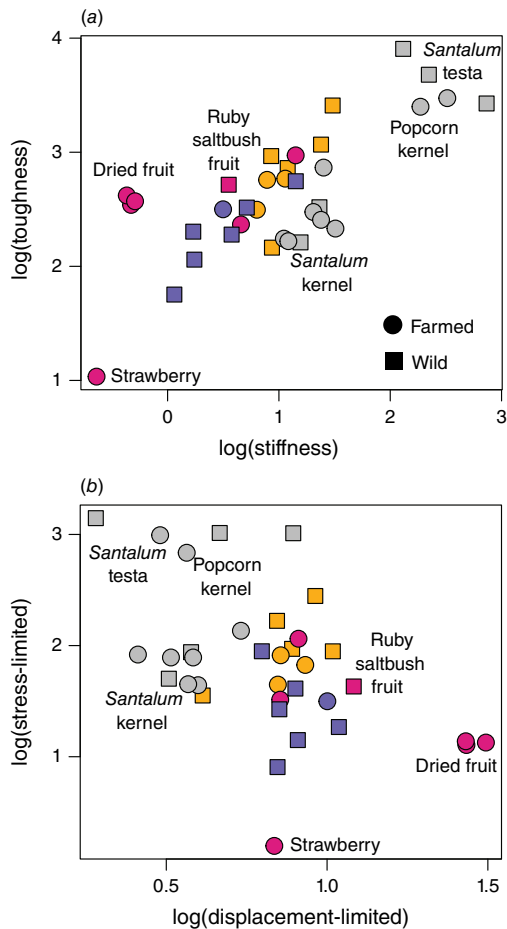 (a)
4
3
2
1
log(toughness)
Santalum
testa
Popcorn
kernel
Ruby
saltbush
fruit
Dried fruit
Santalum
kernel
Farmed
Wild
Strawberry
0
1
2
3
log(stiffness)
(b)
3
2
1
log(stress-limited)
Santalum
testa
Popcorn
kernel
Ruby
saltbush
fruit
Santalum
kernel
Dried fruit
Strawberry
0.5
1.0
1.5
log(displacement-limited)